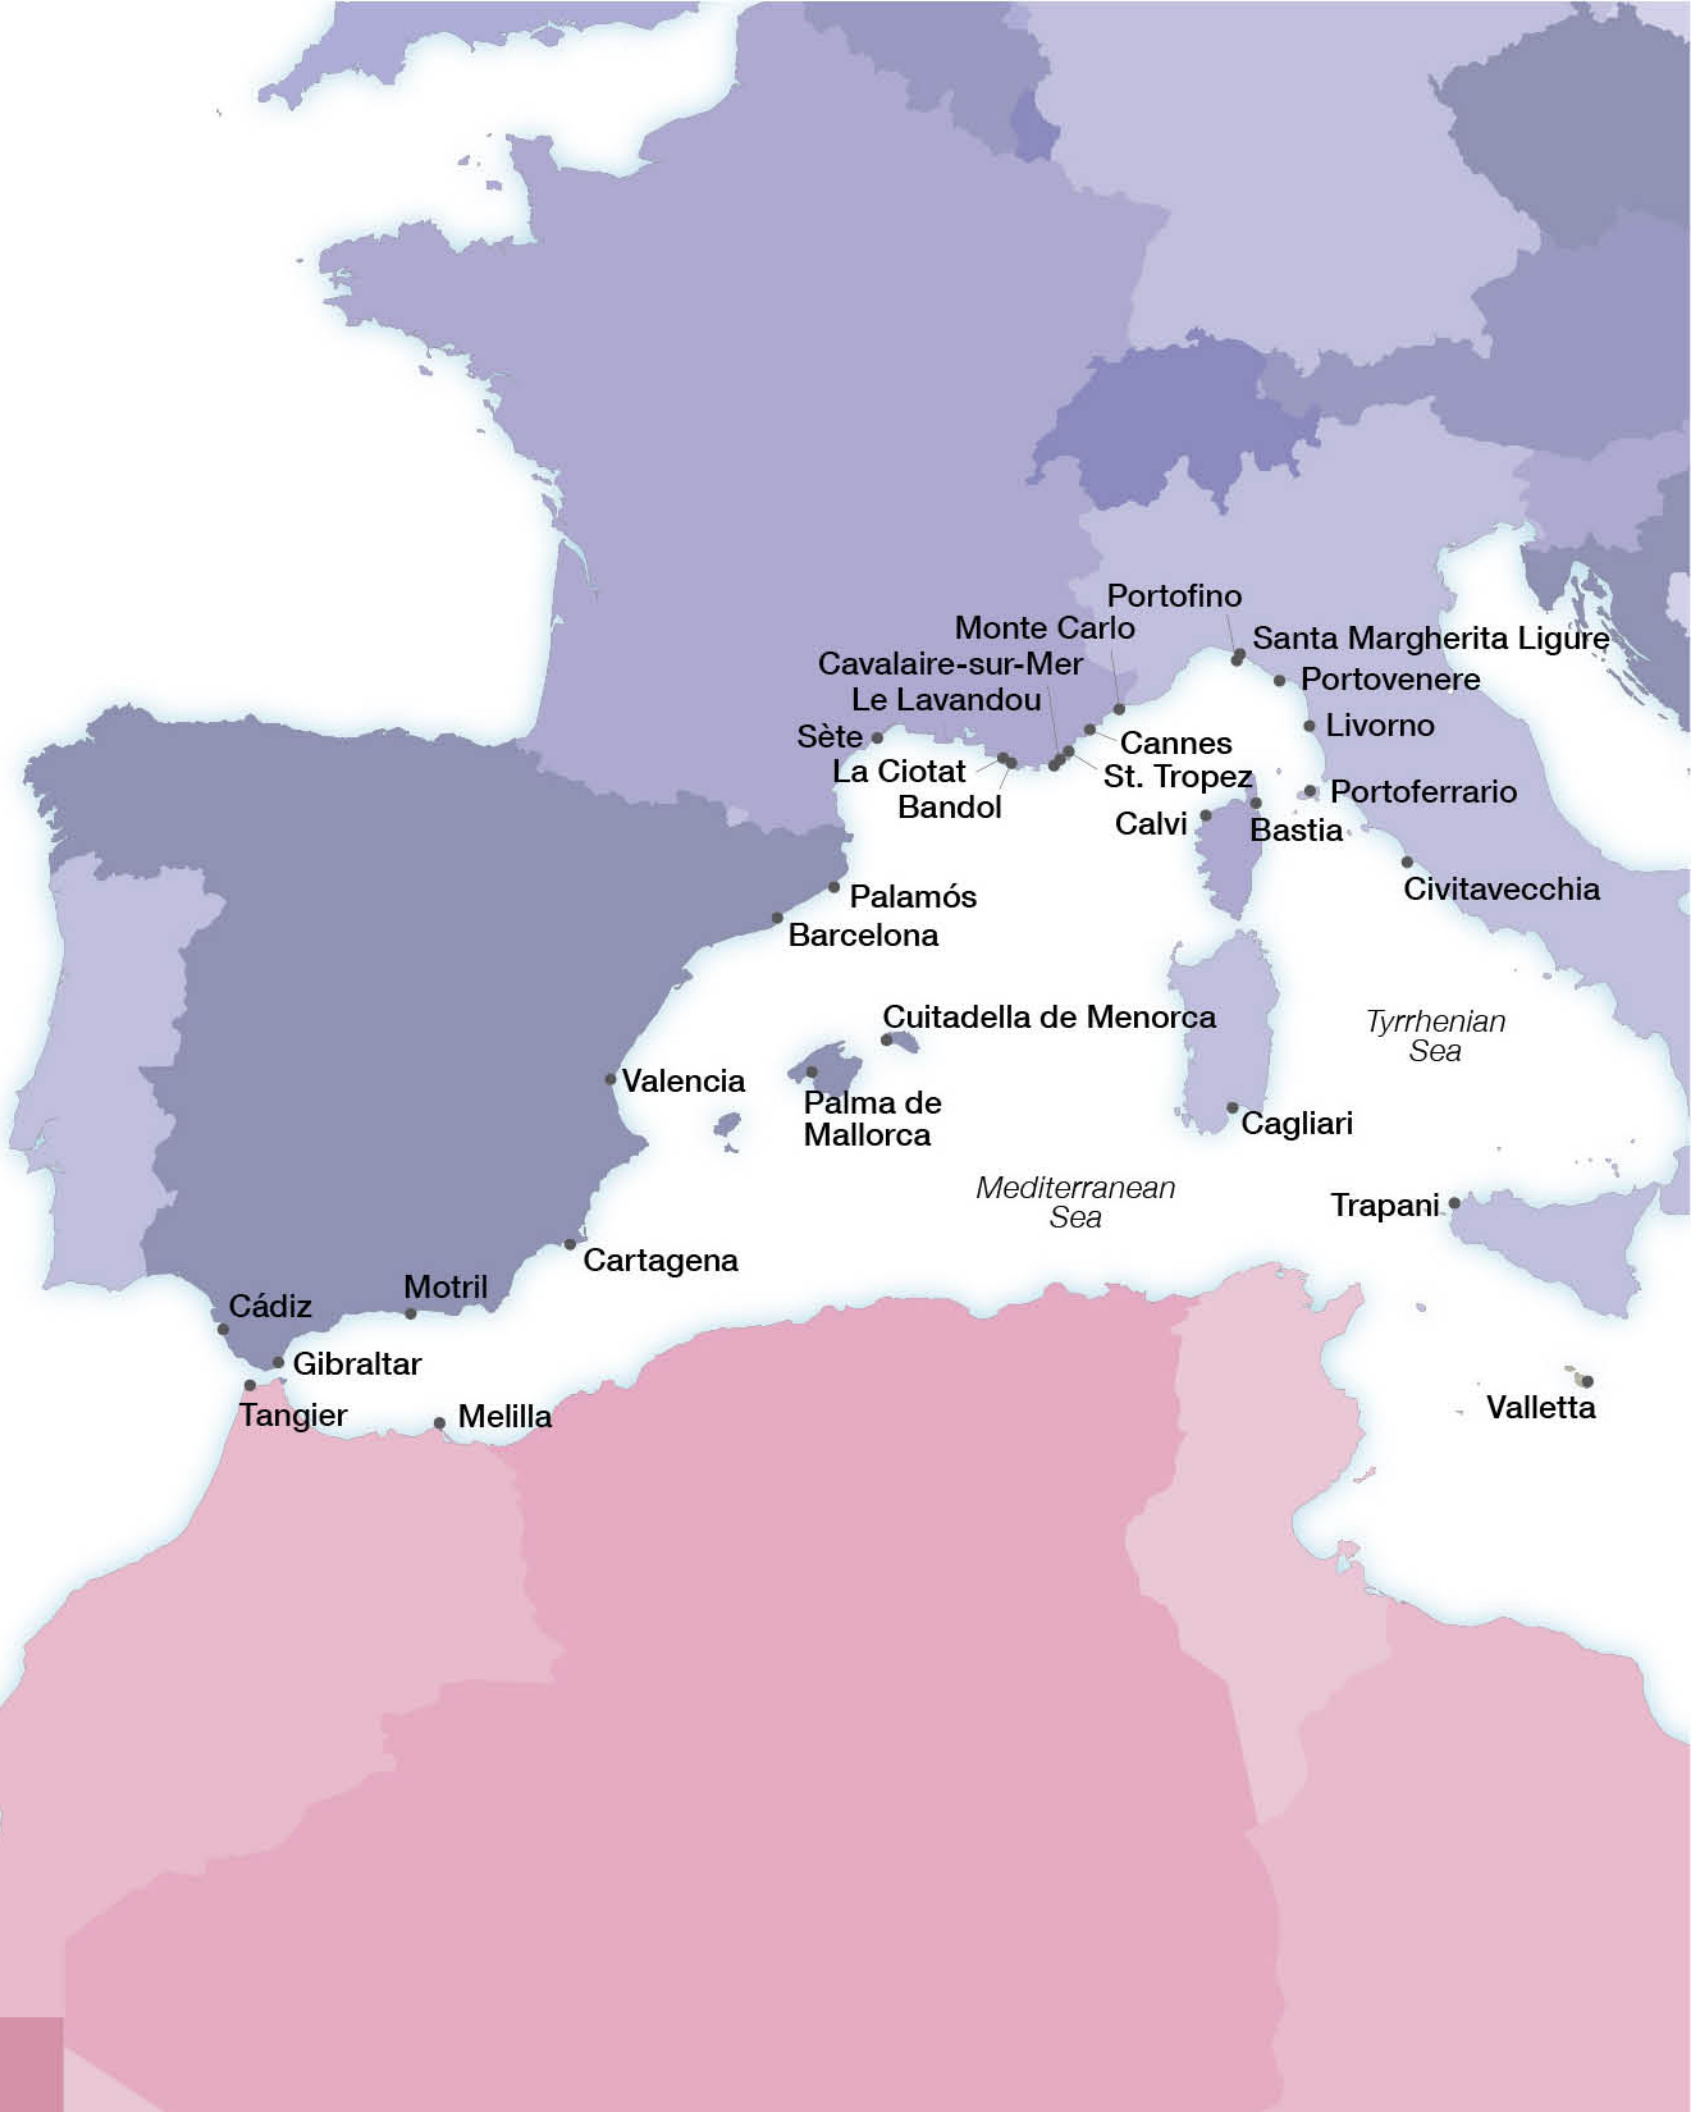 Portofino
Monte Carlo
Santa Margherita Ligure
Cavalaire-sur-Mer
Portovenere
Le Lavandou
Livorno
Sète
Cannes
La Ciotat
St. Tropez
Portoferrario
Bandol
Calvi
Bastia
Civitavecchia
Palamós
Barcelona
Cuitadella de Menorca
Tyrrhenian
Sea
Valencia
Palma de
Mallorca
Cagliari
Mediterranean
Sea
Trapani
Cartagena
Motril
Cádiz
Gibraltar
Tangier
Melilla
Valletta